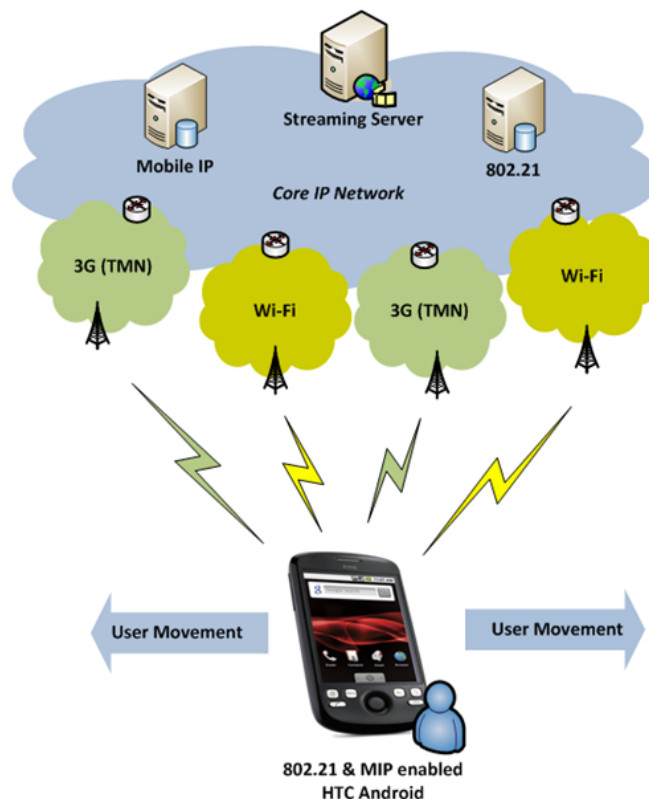 Streaming Server
Mobile IP
802.21
Core IP Network
3G (TMN)
Wi-Fi
3G (TMN)
Wi-Fi
User Movement
User Movement
802.21 & MIP enabled
HTC Android